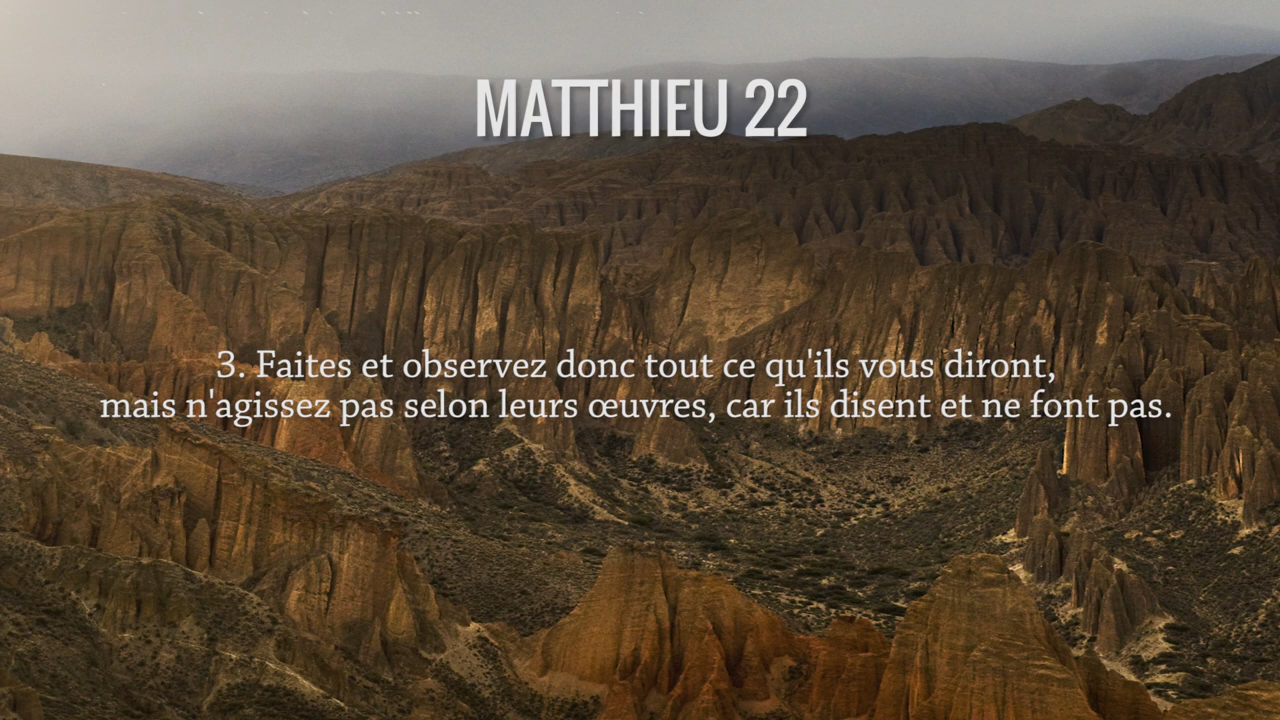 MATTHIEU 22
3. Faites et observez donc tout ce qu'ils vous diront,
mais n'agissez pas selon leurs œuvres, car ils disent et ne font pas.